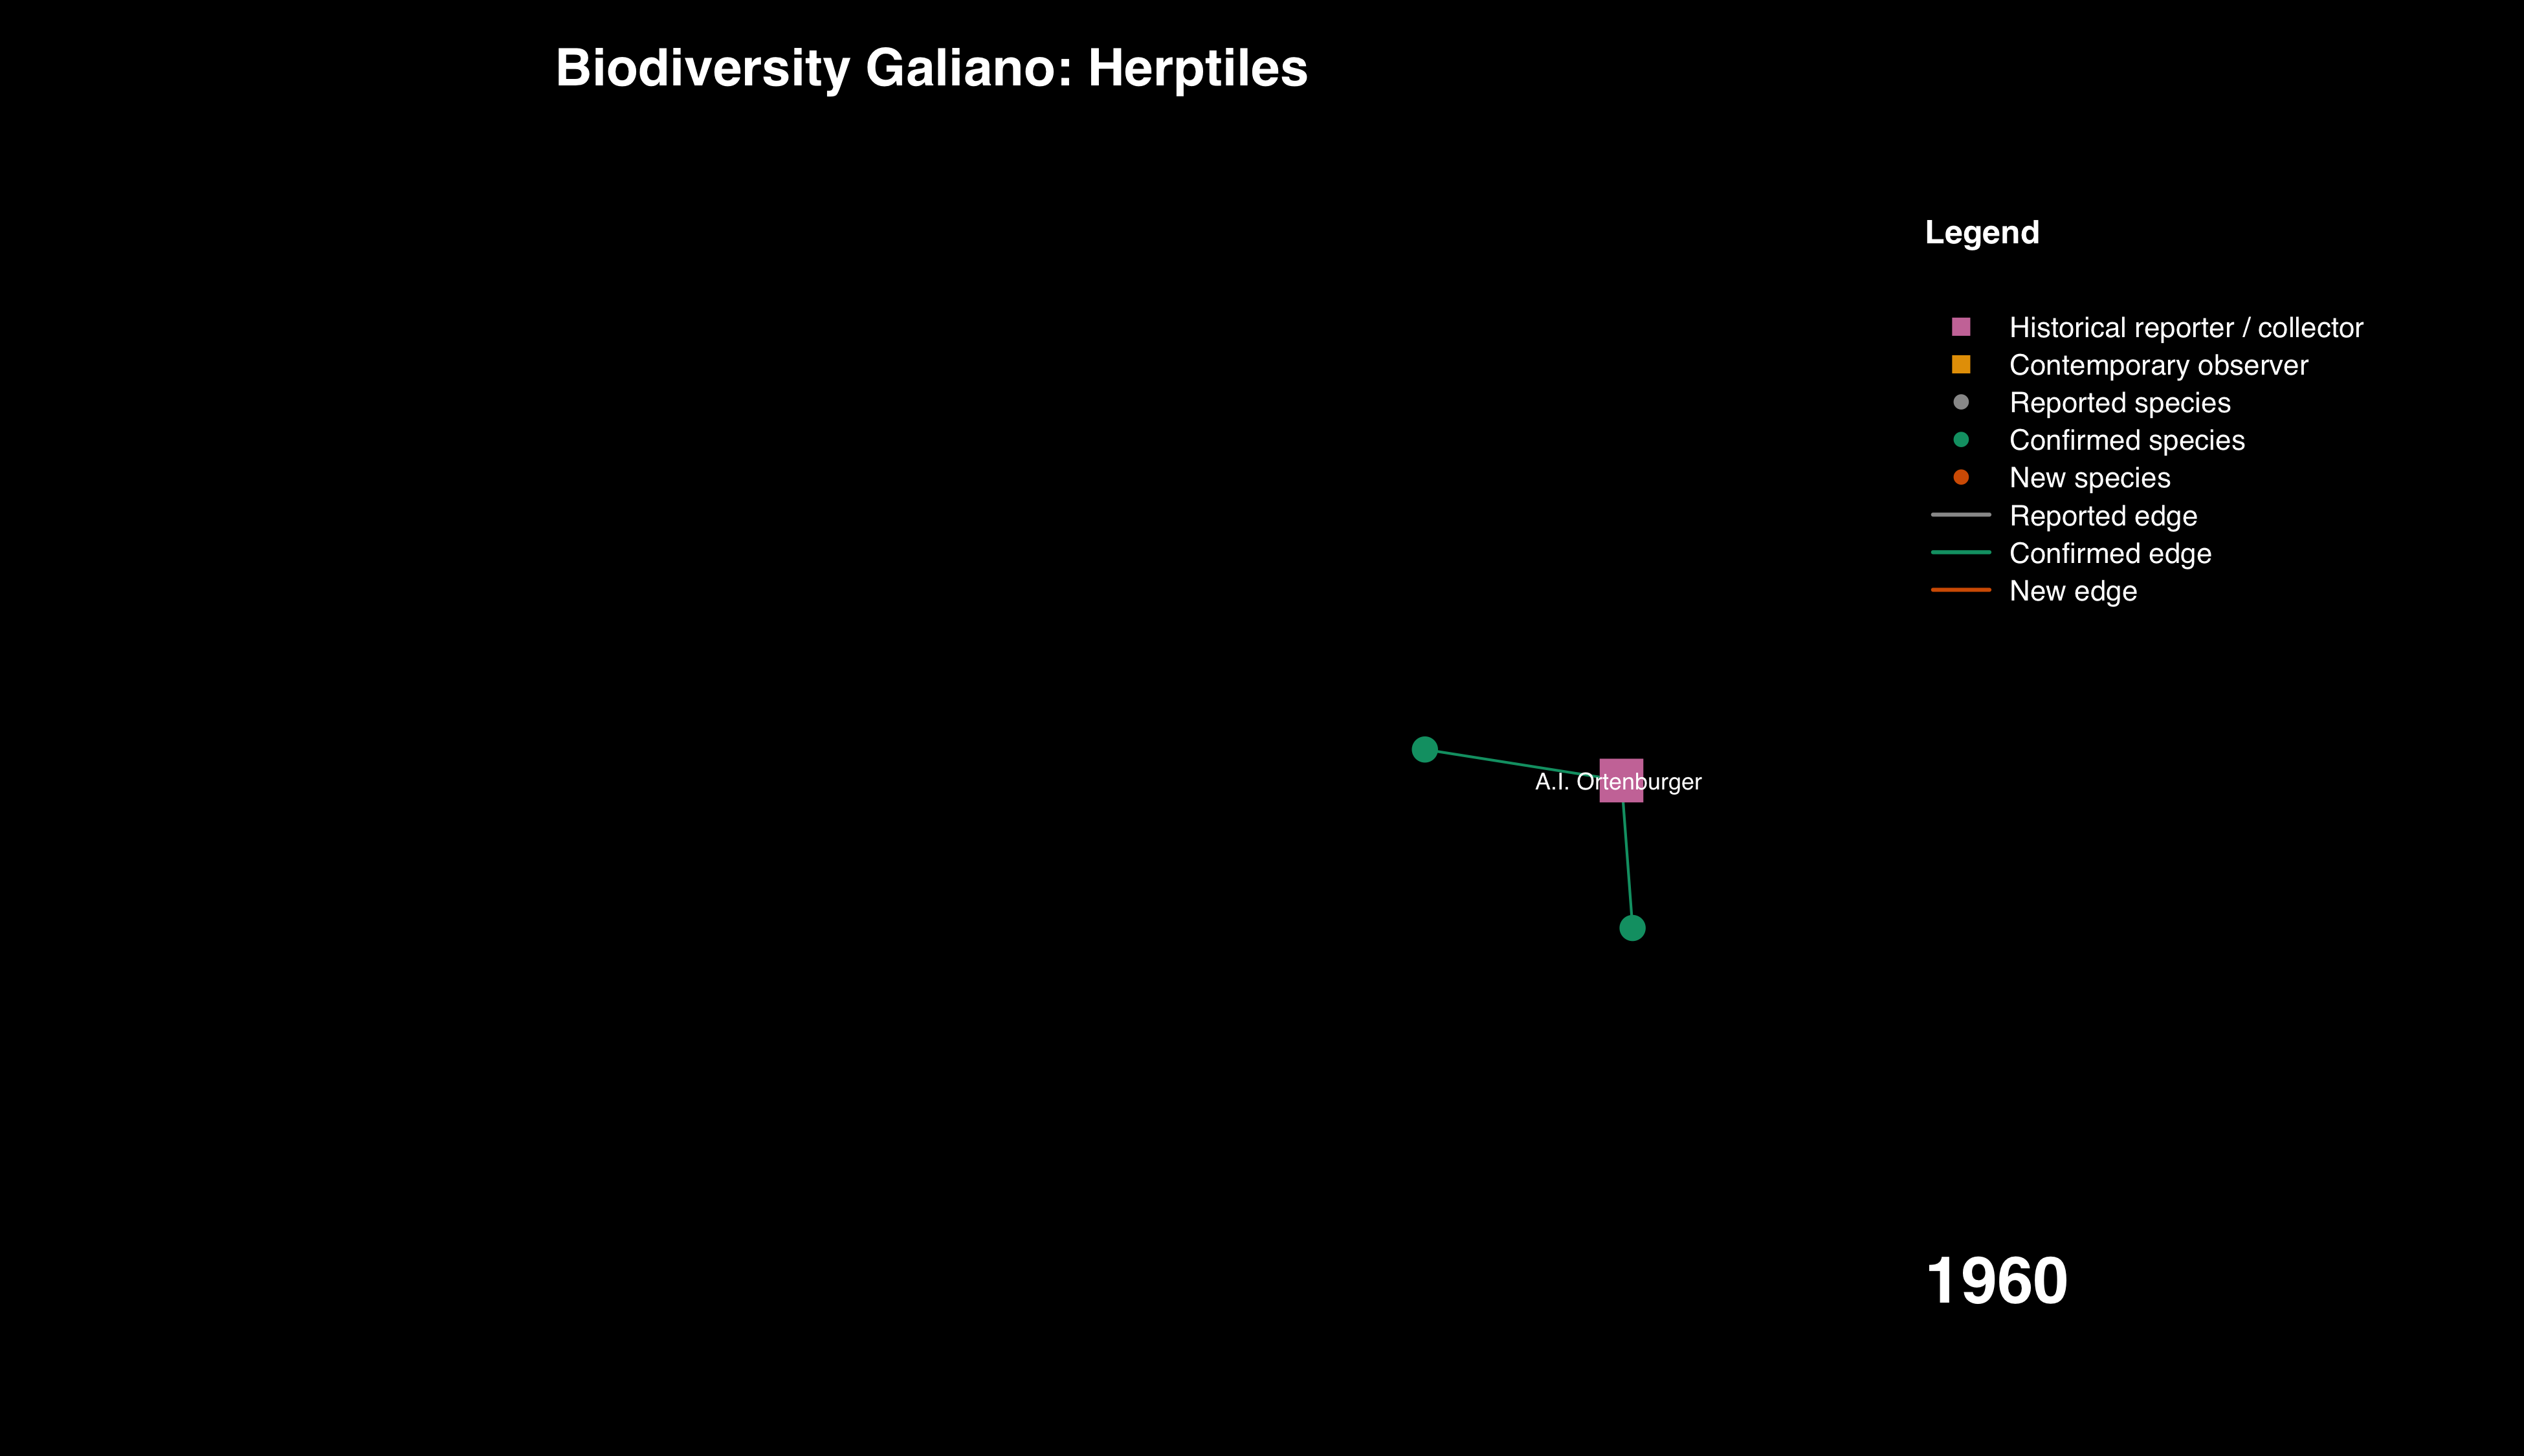 Biodiversity Galiano: Herptiles
Legend
Historical reporter / collector
Contemporary observer
Reported species
Confirmed species
New species
Reported edge
Confirmed edge
New edge
A.I. Ortenburger
1960